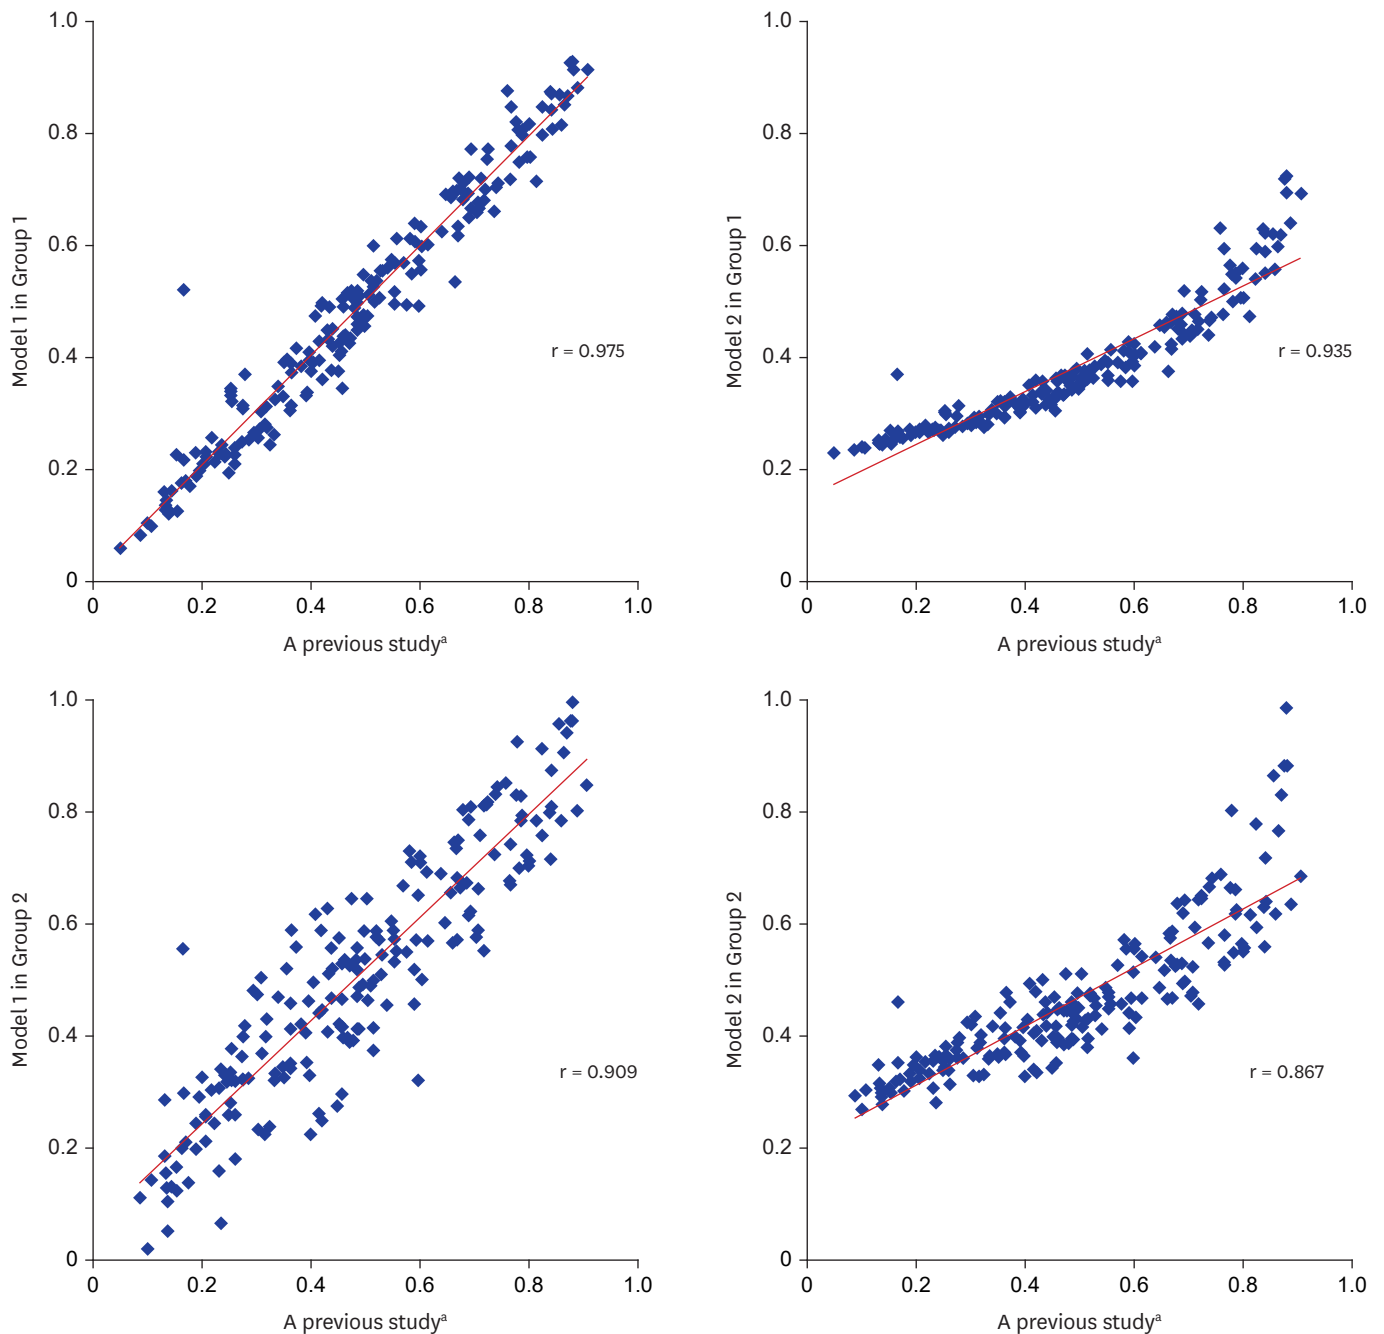 1.0
0.8
0.6
0.4
0.2
0
Model 1 in Group 1
r = 0.975
0 0.2 0.4 0.6 0.8 1.0
A previous studyᵃ
1.0
0.8
0.6
0.4
0.2
0
Model 2 in Group 1
r = 0.935
0 0.2 0.4 0.6 0.8 1.0
A previous studyᵃ
1.0
0.8
0.6
0.4
0.2
0
Model 1 in Group 2
r = 0.909
0 0.2 0.4 0.6 0.8 1.0
A previous studyᵃ
1.0
0.8
0.6
0.4
0.2
0
Model 2 in Group 2
r = 0.867
0 0.2 0.4 0.6 0.8 1.0
A previous studyᵃ